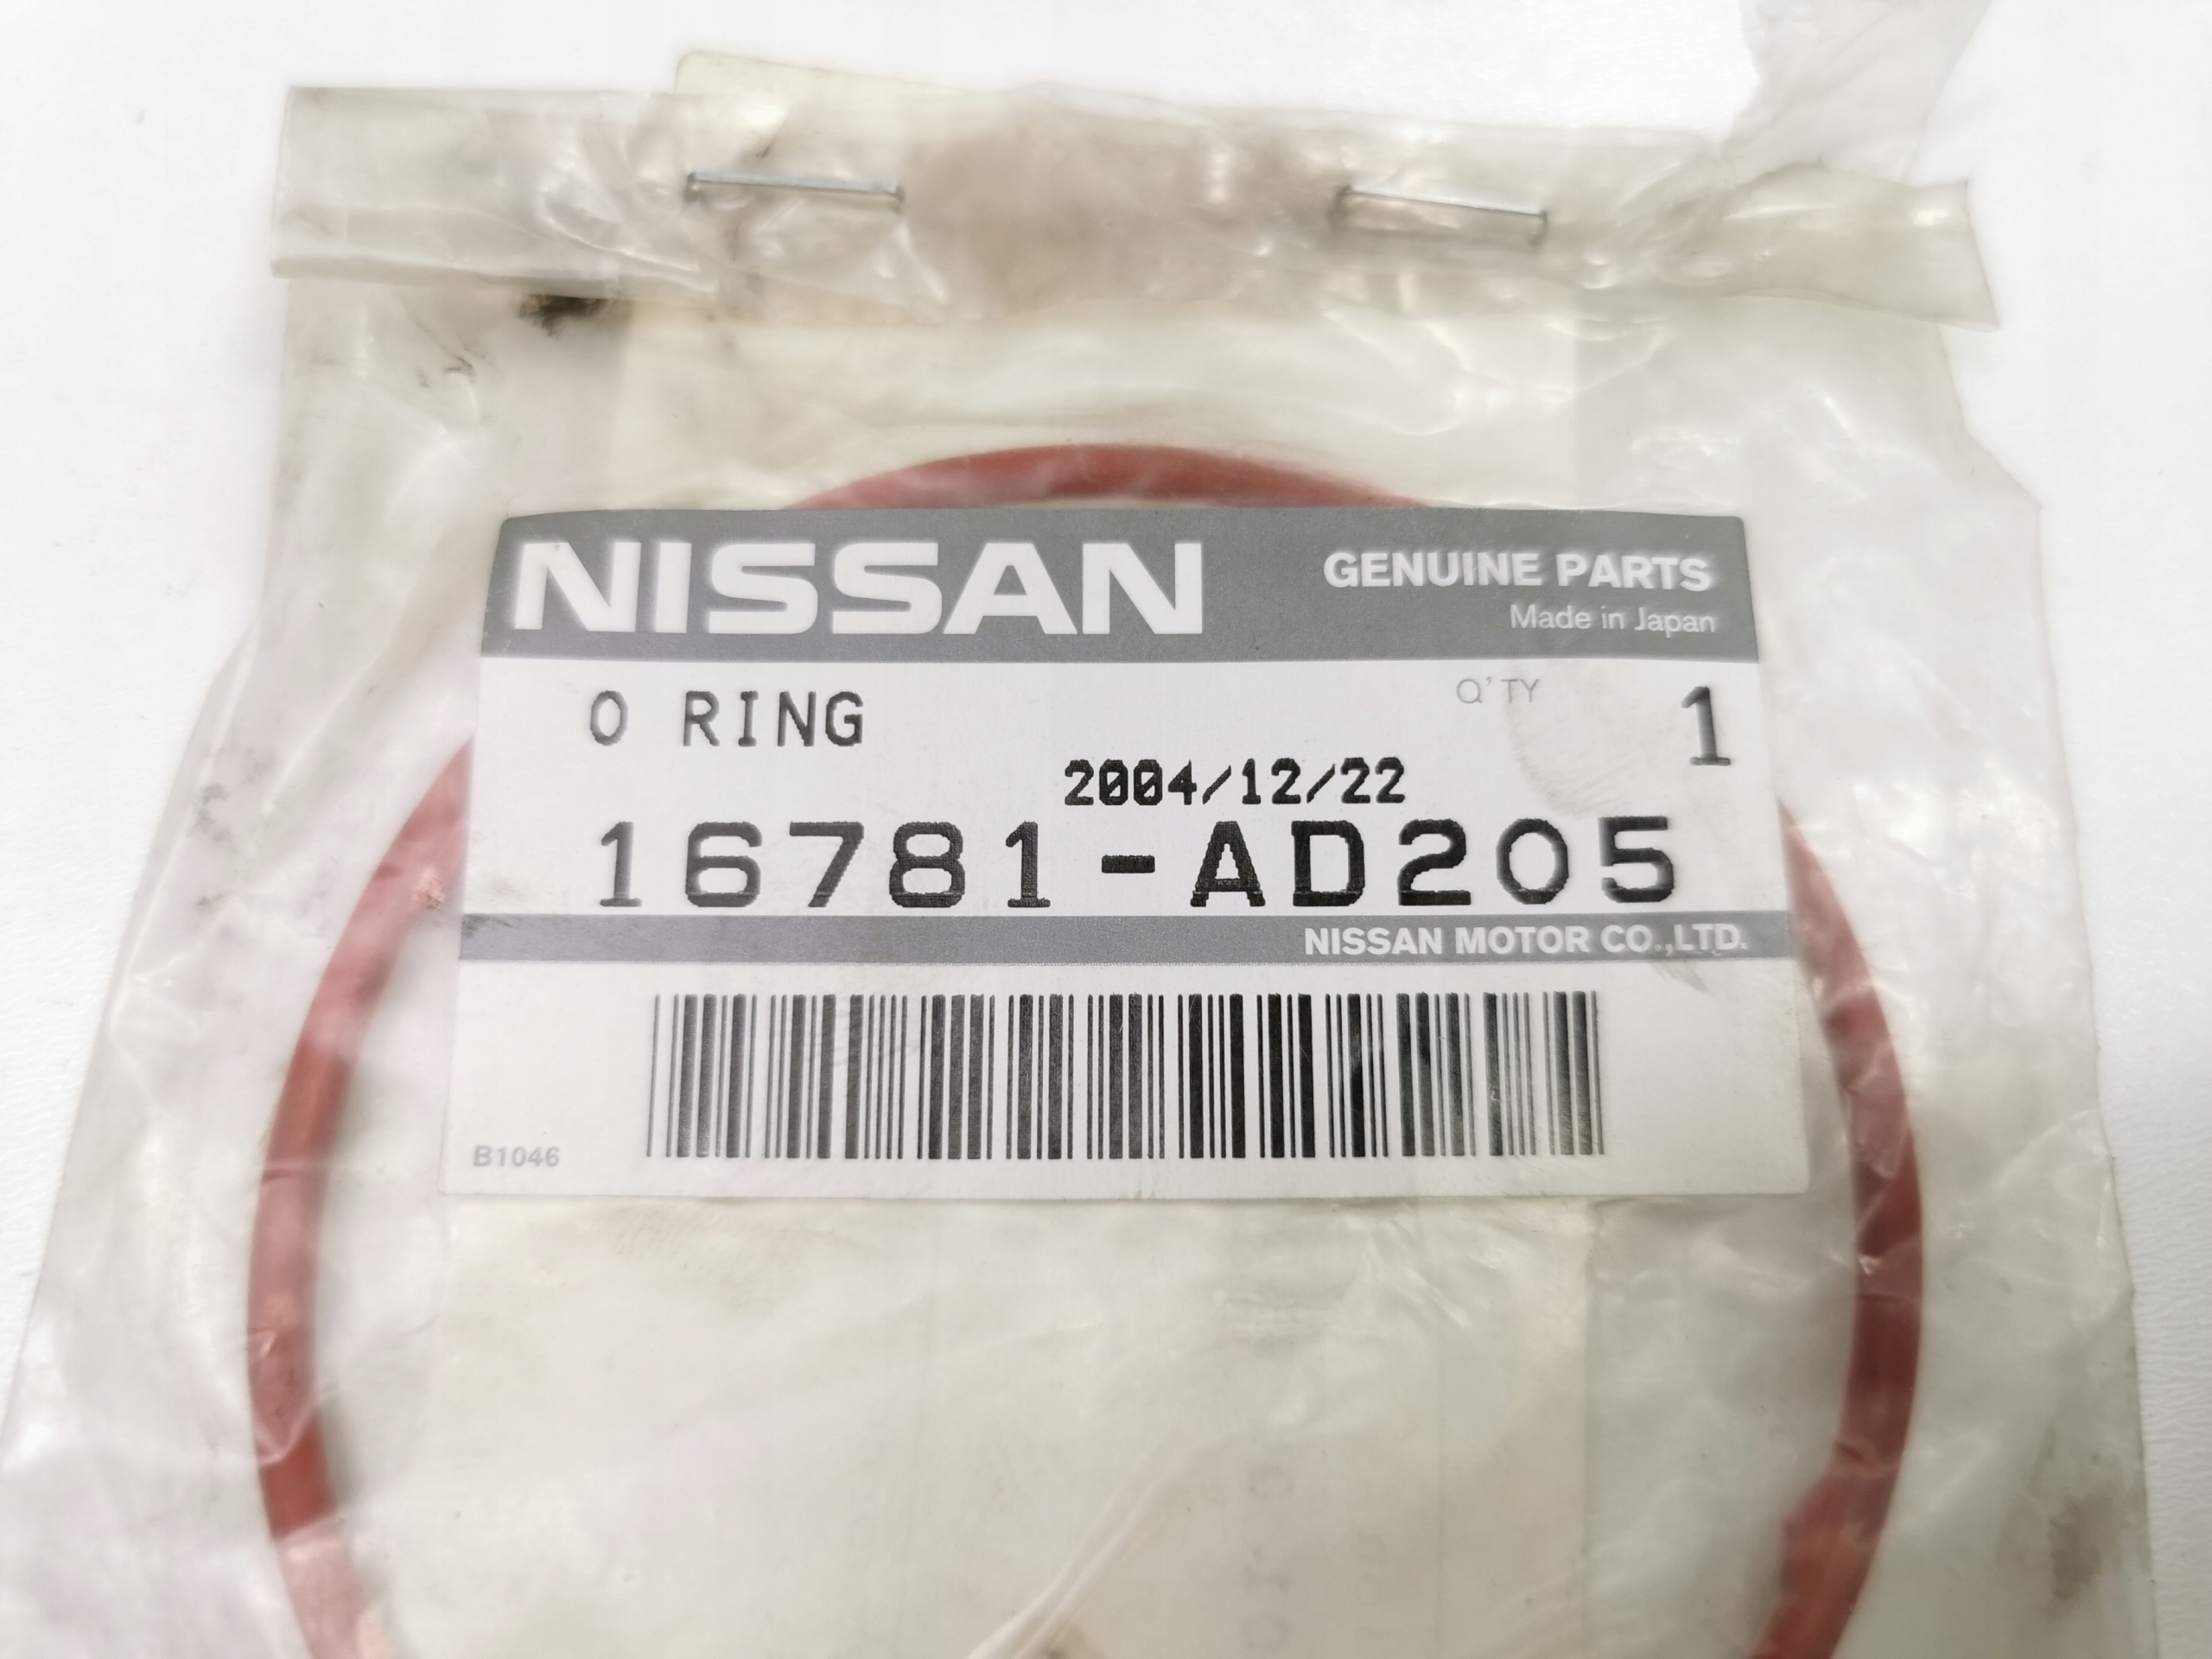 NISSAN GENUINE PARTS
Made in Japan
O RING Q'TY 1
2004/12/22
16781-AD205
NISSAN MOTOR CO.,LTD.
B1046